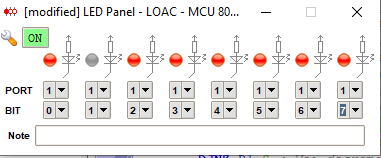 [modified] LED Panel - LOAC - MCU 80...
ON
PORT 1 1 1 1 1 1 1 1
BIT 0 1 2 3 4 5 6 7
Note